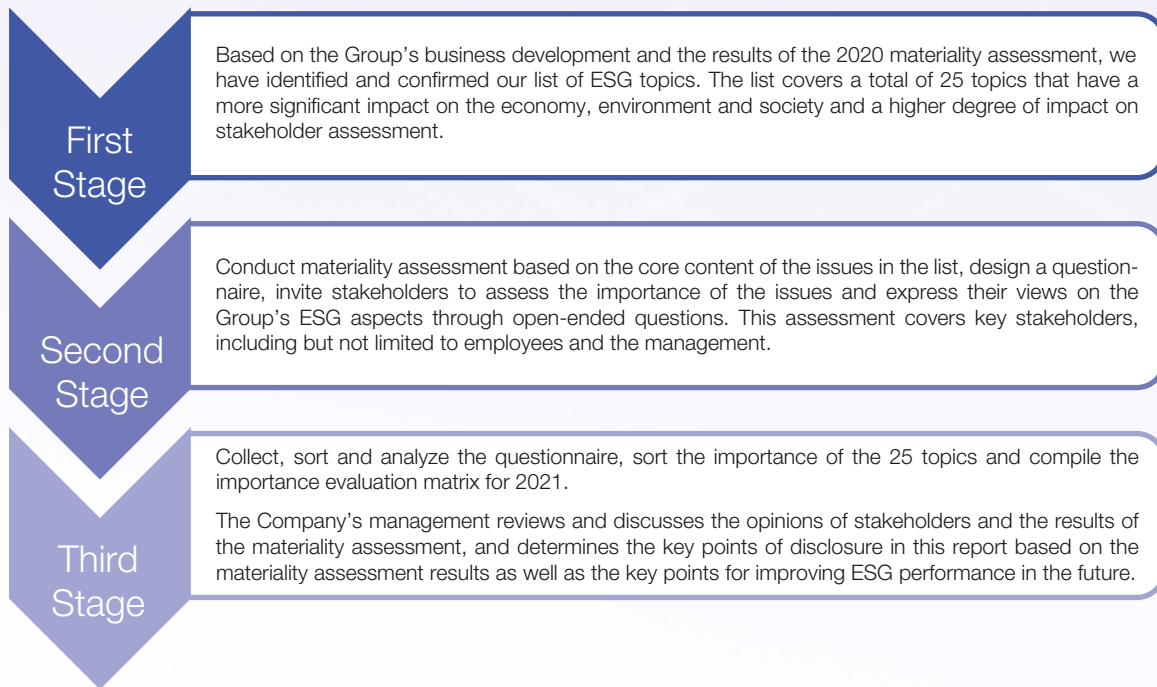 First
Stage
Based on the Group's business development and the results of the 2020 materiality assessment, we
have identified and confirmed our list of ESG topics. The list covers a total of 25 topics that have a
more significant impact on the economy, environment and society and a higher degree of impact on
stakeholder assessment.
Second
Stage
Conduct materiality assessment based on the core content of the issues in the list, design a question-
naire, invite stakeholders to assess the importance of the issues and express their views on the
Group's ESG aspects through open-ended questions. This assessment covers key stakeholders,
including but not limited to employees and the management.
Third
Stage
Collect, sort and analyze the questionnaire, sort the importance of the 25 topics and compile the
importance evaluation matrix for 2021.
The Company's management reviews and discusses the opinions of stakeholders and the results of
the materiality assessment, and determines the key points of disclosure in this report based on the
materiality assessment results as well as the key points for improving ESG performance in the future.